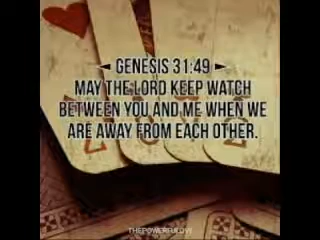 GENESIS 31:49
MAY THE LORD KEEP WATCH
BETWEEN YOU AND ME WHEN WE
ARE AWAY FROM EACH OTHER.